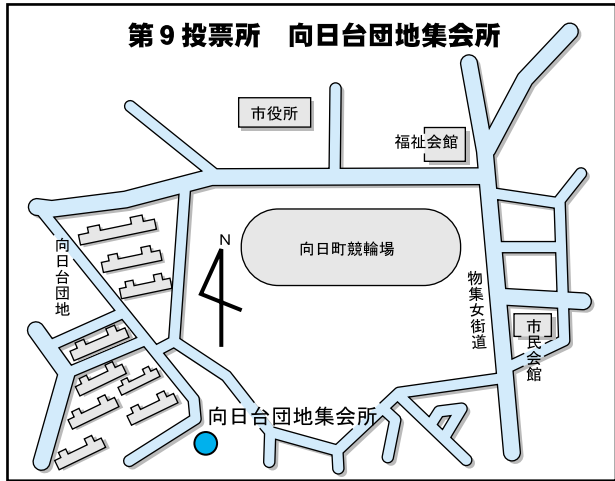 第9投票所　向日台団地集会所
市役所
福祉会館
向日台団地
N
向日町競輪場
物集女街道
市民会館
向日台団地集会所